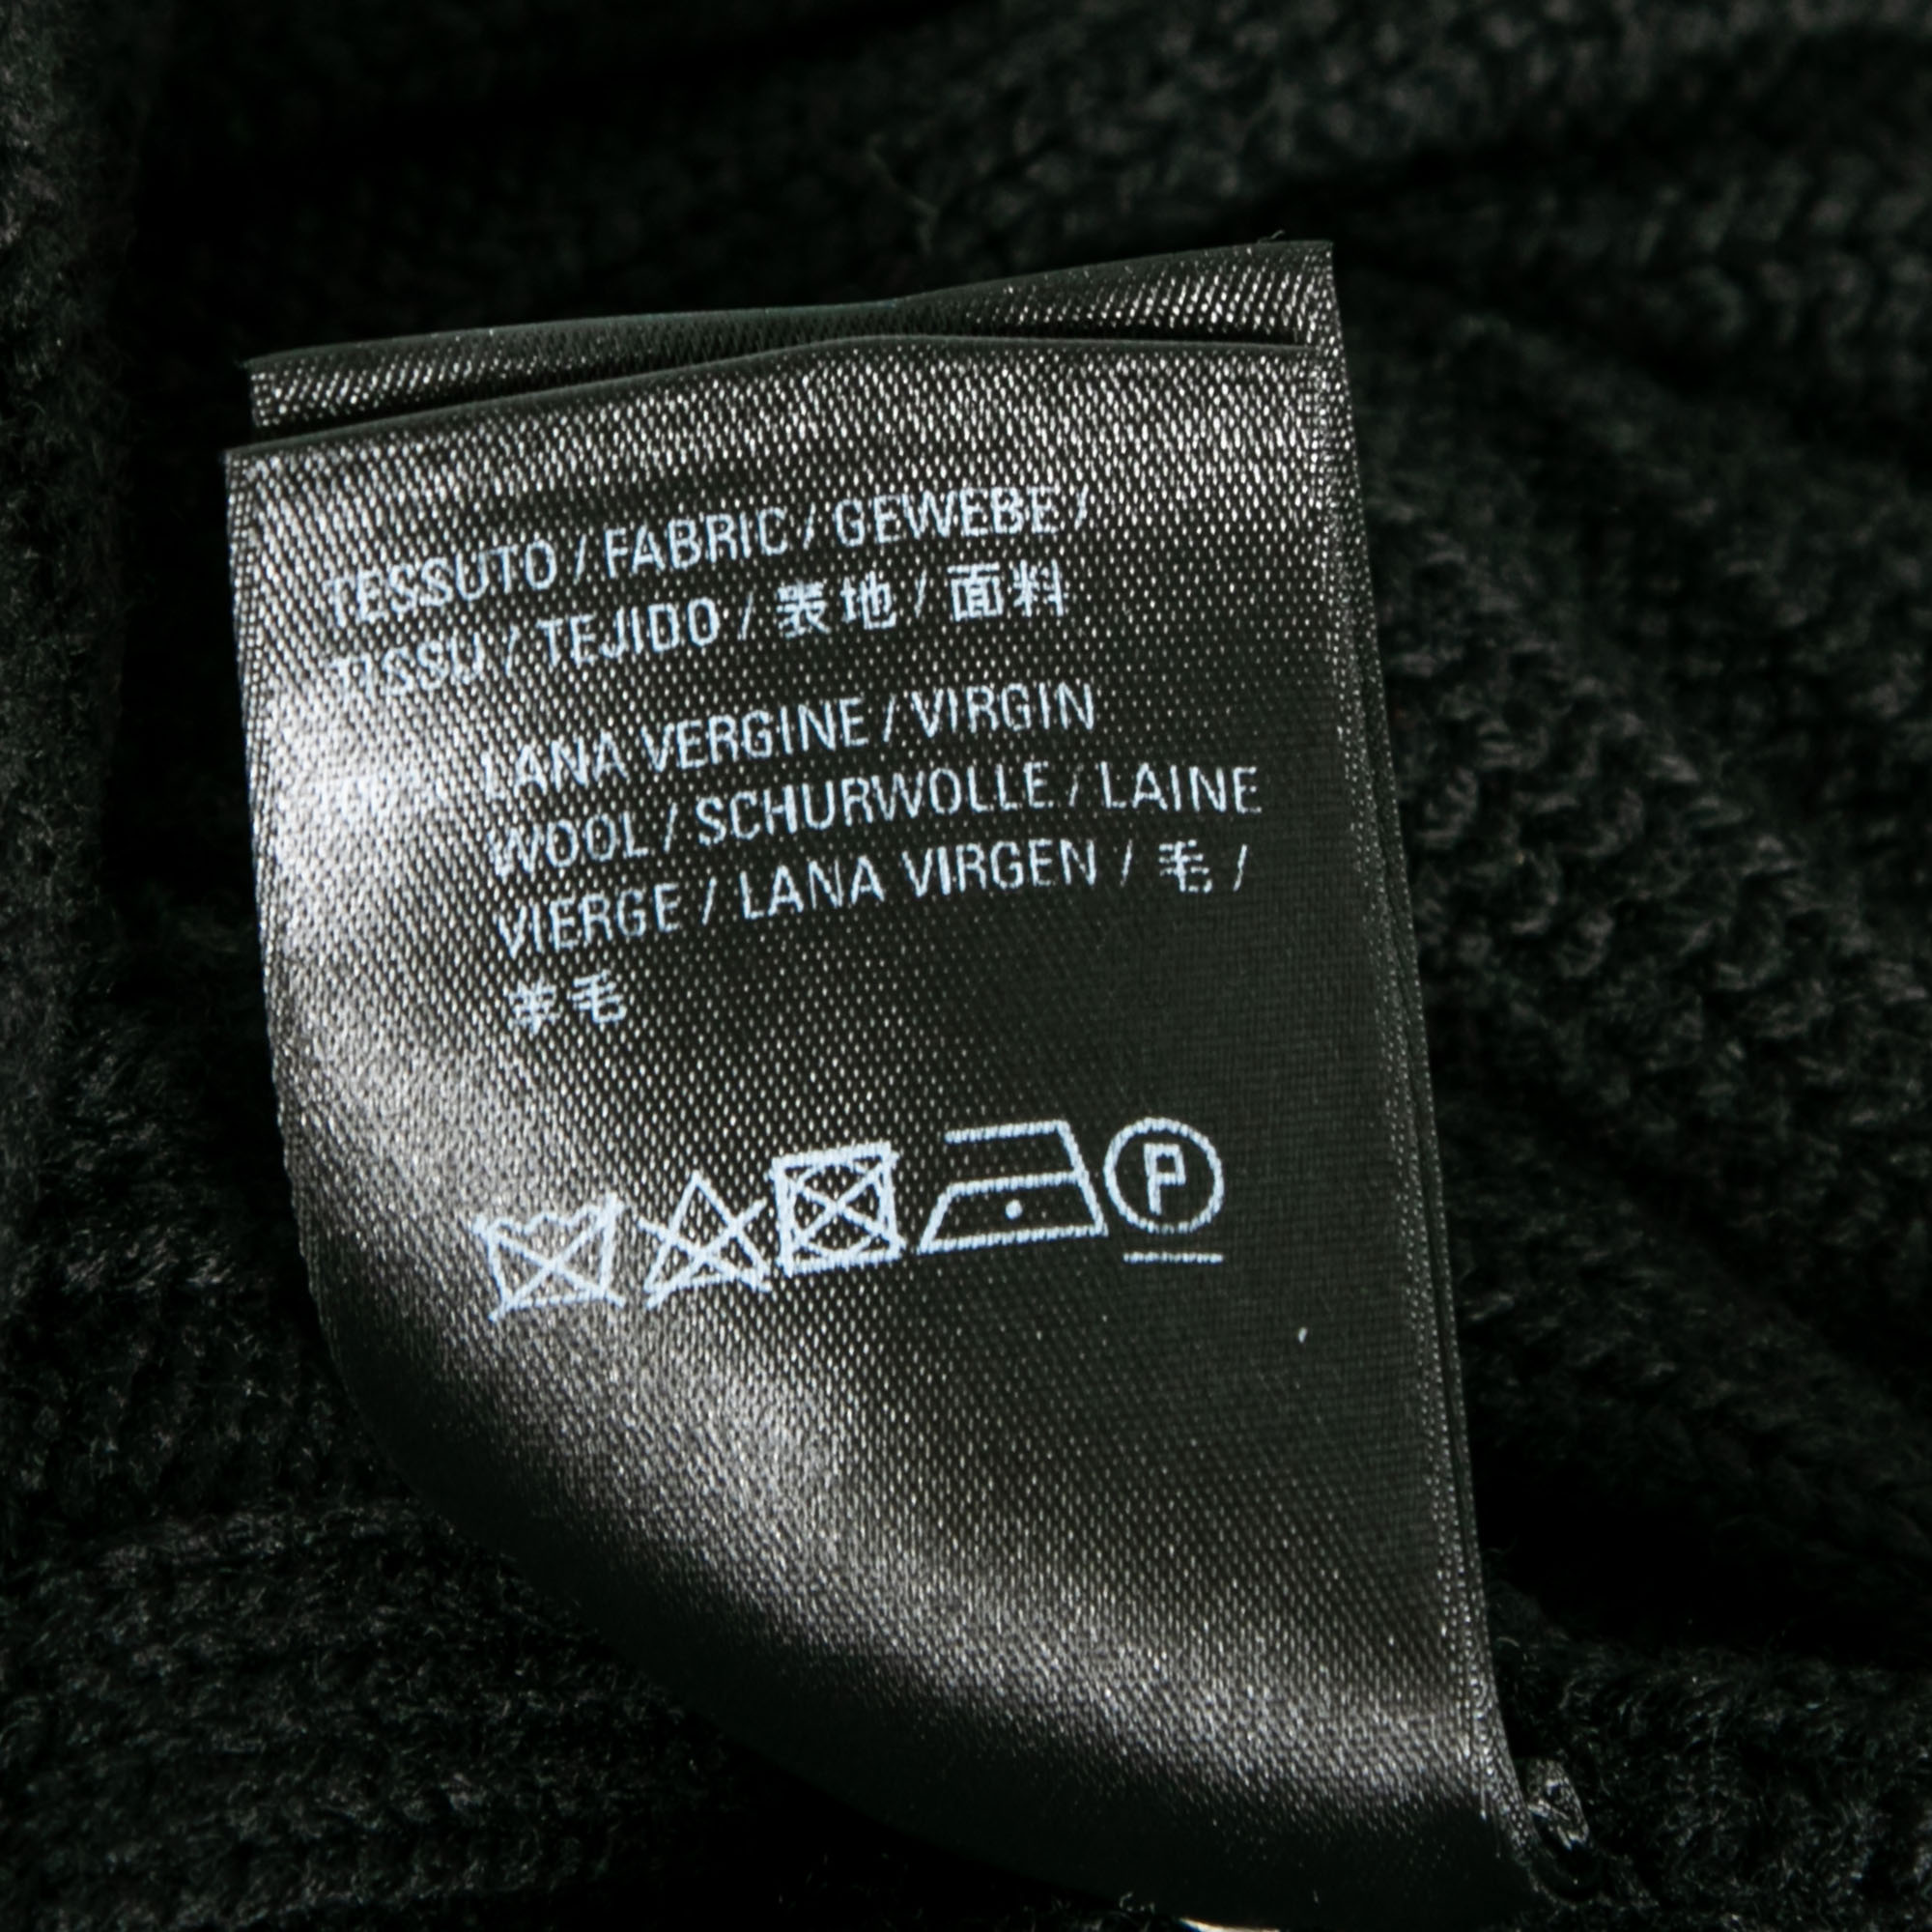 TESSUTO / FABRIC / GEWEBE /
TISSU / TEJIDO / 表地 / 面料
100% LANA VERGINE / VIRGIN
WOOL / SCHURWOLLE / LAINE
VIERGE / LANA VIRGEN / 毛 /
羊毛
P